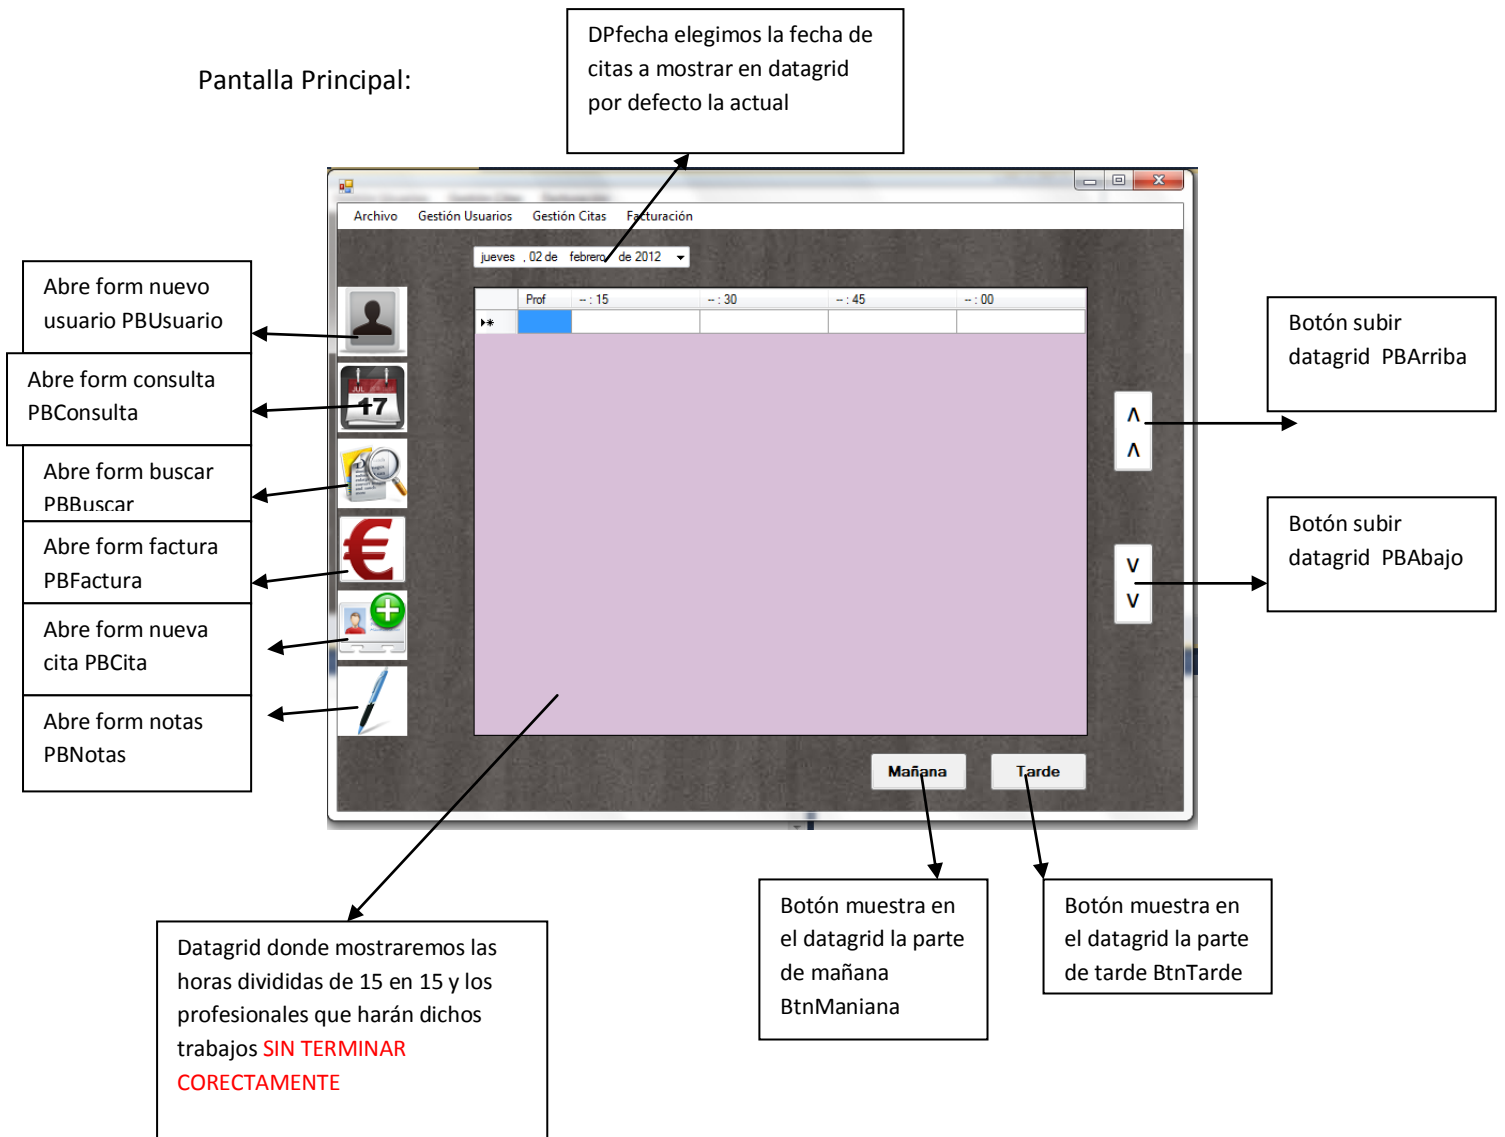 DPfecha elegimos la fecha de
citas a mostrar en datagrid
por defecto la actual
Pantalla Principal:
Archivo Gestión Usuarios Gestión Citas Facturación
jueves , 02 de febrero de 2012
Prof -- : 15 -- : 30 -- : 45 -- : 00
Abre form nuevo
usuario PBUsuario
Abre form consulta
PBConsulta
JUL
17
Abre form buscar
PBBuscar
Abre form factura
PBFactura
€
Abre form nueva
cita PBCita
Abre form notas
PBNotas
Botón subir
datagrid PBArriba
ʌ
ʌ
Botón subir
datagrid PBAbajo
v
v
Mañana Tarde
Datagrid donde mostraremos las
horas divididas de 15 en 15 y los
profesionales que harán dichos
trabajos SIN TERMINAR
CORECTAMENTE
Botón muestra en
el datagrid la parte
de mañana
BtnManiana
Botón muestra en
el datagrid la parte
de tarde BtnTarde